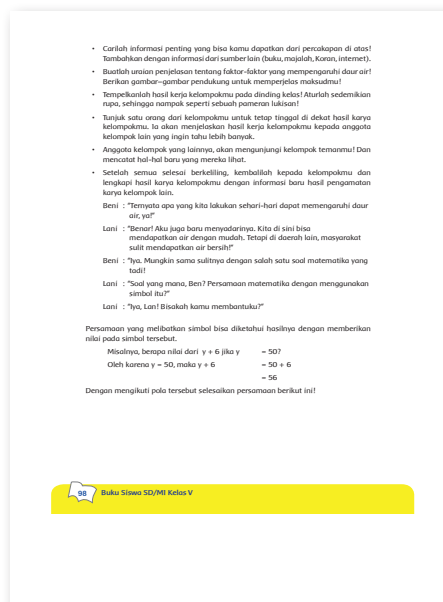 • Carilah informasi penting yang bisa kamu dapatkan dari percakapan di atas!
Tambahkan dengan informasi dari sumber lain (buku, majalah, Koran, internet).
• Buatlah uraian penjelasan tentang faktor-faktor yang mempengaruhi daur air!
Berikan gambar-gambar pendukung untuk memperjelas maksudmu!
• Tempelkanlah hasil kerja kelompokmu pada dinding kelas! Aturlah sedemikian
rupa, sehingga nampak seperti sebuah pameran lukisan!
• Tunjuk satu orang dari kelompokmu untuk tetap tinggal di dekat hasil karya
kelompokmu. Ia akan menjelaskan hasil kerja kelompokmu kepada anggota
kelompok lain yang ingin tahu lebih banyak.
• Anggota kelompok yang lainnya, akan mengunjungi kelompok temanmu! Dan
mencatat hal-hal baru yang mereka lihat.
• Setelah semua selesai berkeliling, kembalilah kepada kelompokmu dan
lengkapi hasil karya kelompokmu dengan informasi baru hasil pengamatan
karya kelompok lain.
Beni : “Ternyata apa yang kita lakukan sehari-hari dapat memengaruhi daur
air, ya!”
Lani : “Benar! Aku juga baru menyadarinya. Kita di sini bisa
mendapatkan air dengan mudah. Tetapi di daerah lain, masyarakat
sulit mendapatkan air bersih!”
Beni : “Iya. Mungkin sama sulitnya dengan salah satu soal matematika yang
tadi!
Lani : “Soal yang mana, Ben? Persamaan matematika dengan menggunakan
simbol itu?”
Lani : “Iya, Lan! Bisakah kamu membantuku?”
Persamaan yang melibatkan simbol bisa diketahui hasilnya dengan memberikan
nilai pada simbol tersebut.
Misalnya, berapa nilai dari y + 6 jika y = 50?
Oleh karena y = 50, maka y + 6 = 50 + 6
= 56
Dengan mengikuti pola tersebut selesaikan persamaan berikut ini!
98 Buku Siswa SD/MI Kelas V